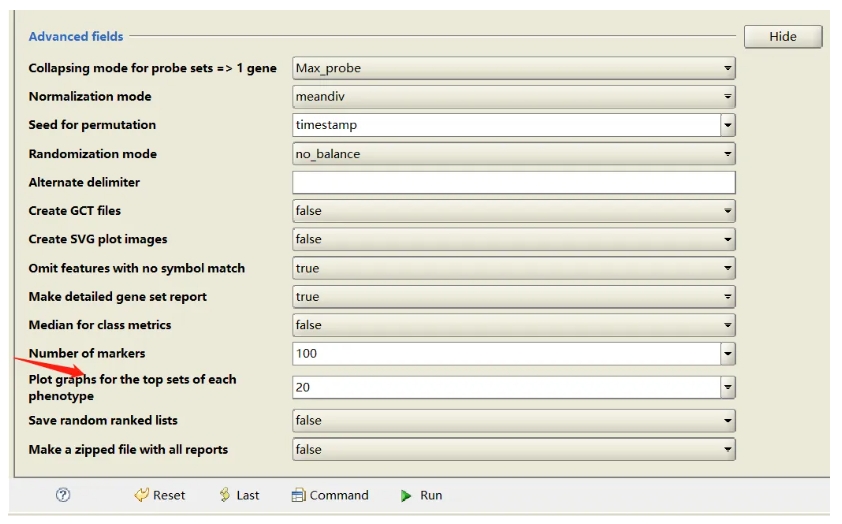 Advanced fields Hide
Collapsing mode for probe sets => 1 gene Max_probe
Normalization mode meandiv
Seed for permutation timestamp
Randomization mode no_balance
Alternate delimiter
Create GCT files false
Create SVG plot images false
Omit features with no symbol match true
Make detailed gene set report true
Median for class metrics false
Number of markers 100
Plot graphs for the top sets of each
phenotype 20
Save random ranked lists false
Make a zipped file with all reports false
? Reset Last Command Run